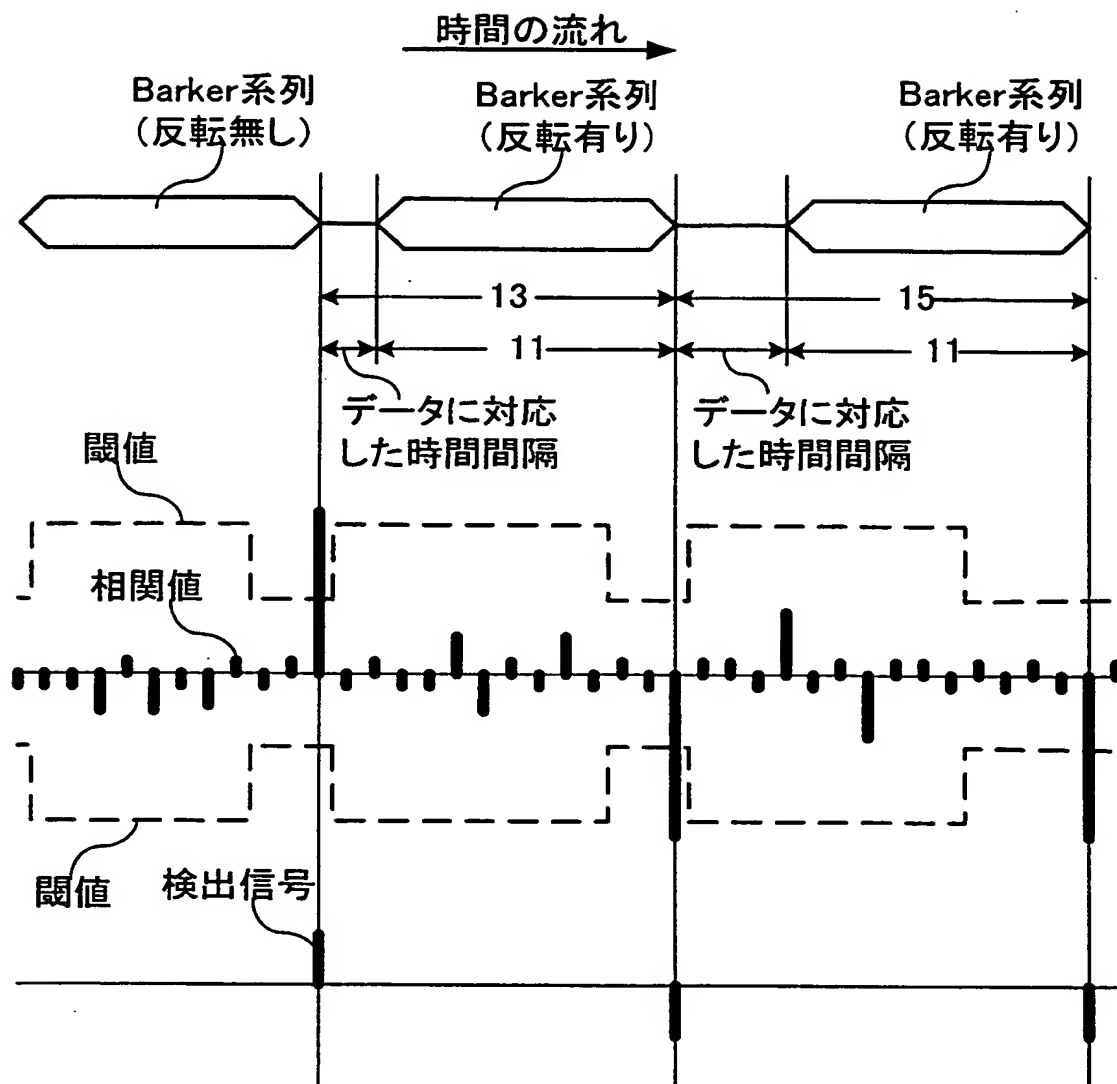 時間の流れ
Barker系列
(反転無し)
Barker系列
(反転有り)
Barker系列
(反転有り)
13
15
11
11
データに対応
した時間間隔
データに対応
した時間間隔
閾値
相関値
閾値
検出信号